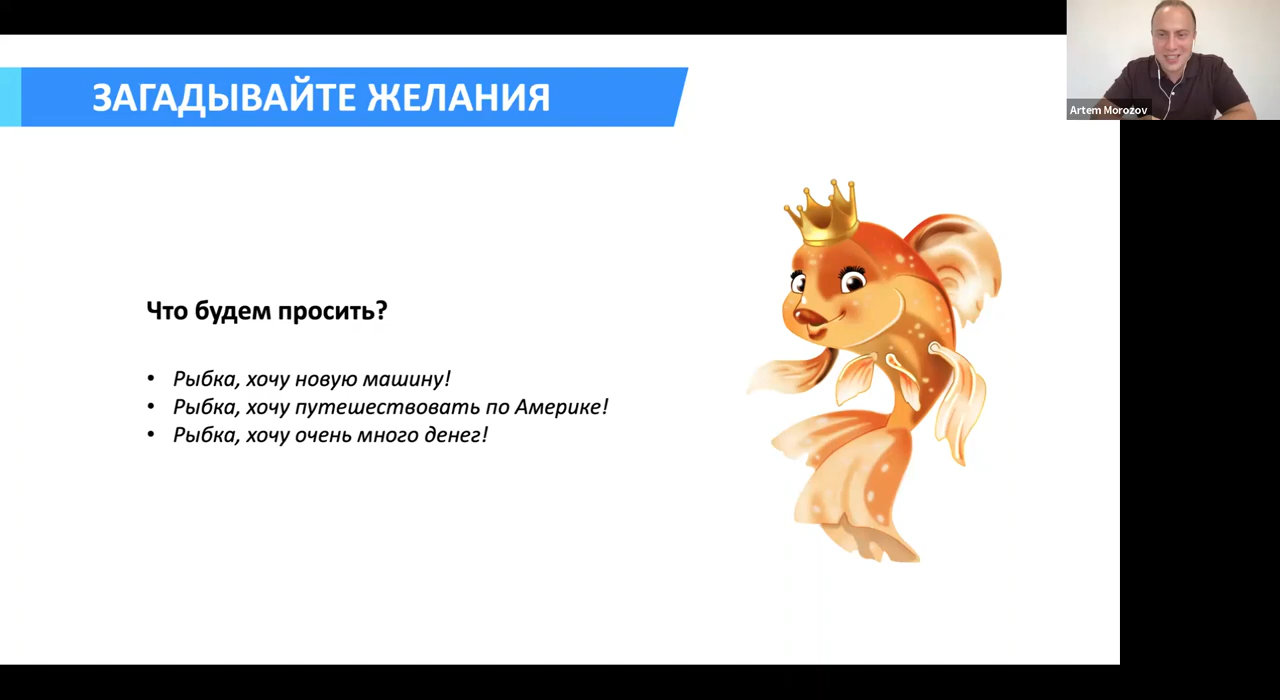 ЗАГАДЫВАЙТЕ ЖЕЛАНИЯ
Artem Morozov
Что будем просить?
• Рыбка, хочу новую машину!
• Рыбка, хочу путешествовать по Америке!
• Рыбка, хочу очень много денег!